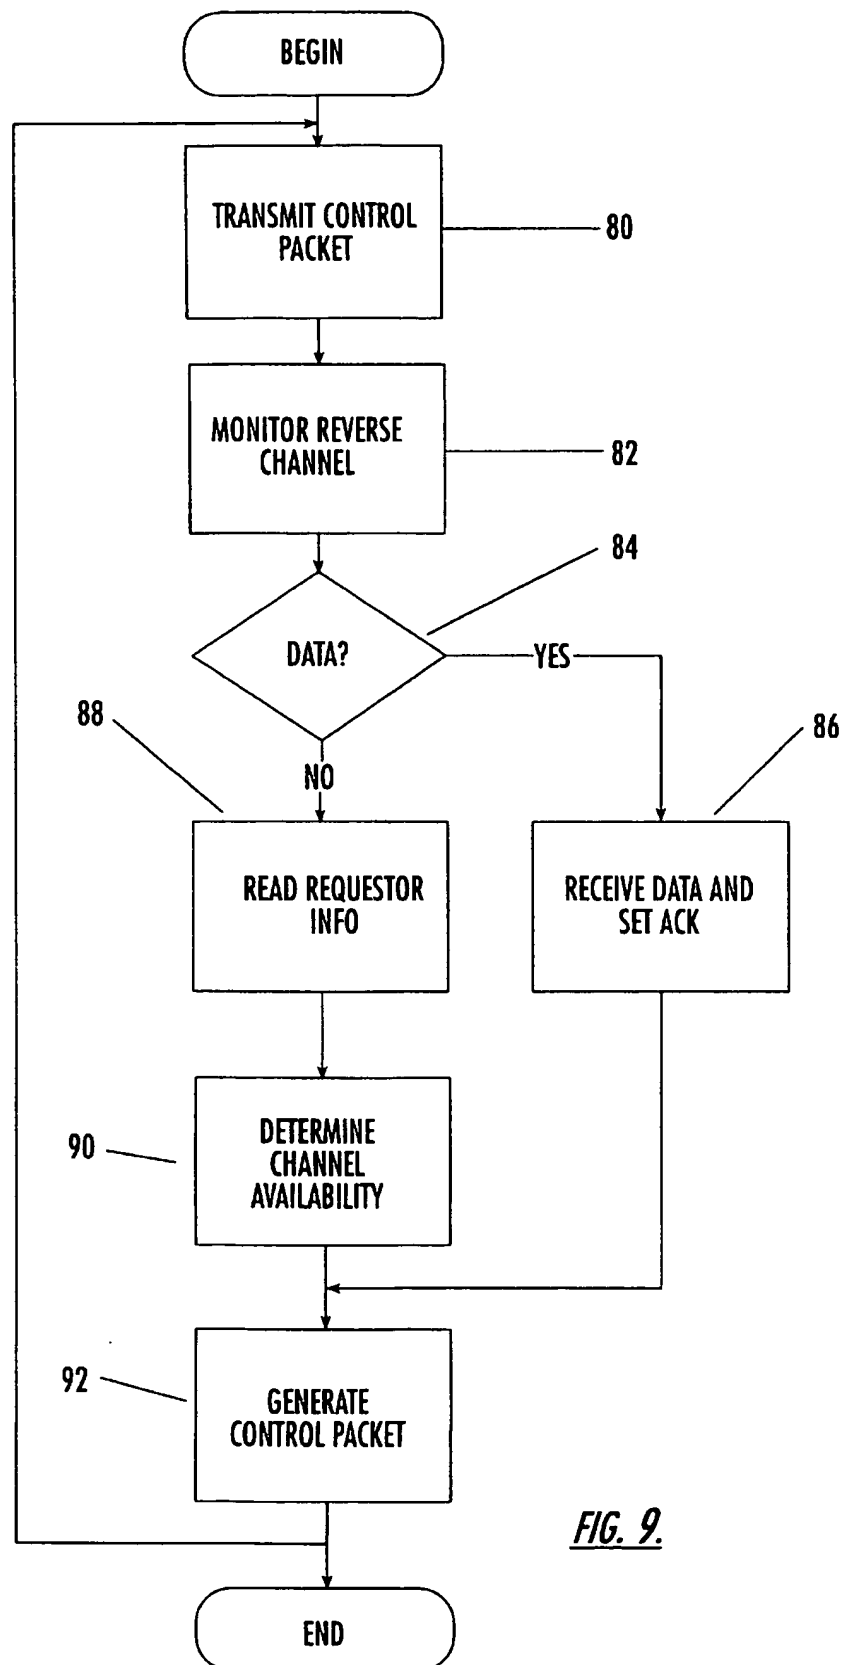 BEGIN
TRANSMIT CONTROL
PACKET
80
MONITOR REVERSE
CHANNEL
82
84
DATA?
YES
88
86
NO
READ REQUESTOR
INFO
RECEIVE DATA AND
SET ACK
DETERMINE
CHANNEL
AVAILABILITY
90
92
GENERATE
CONTROL PACKET
FIG. 9.
END